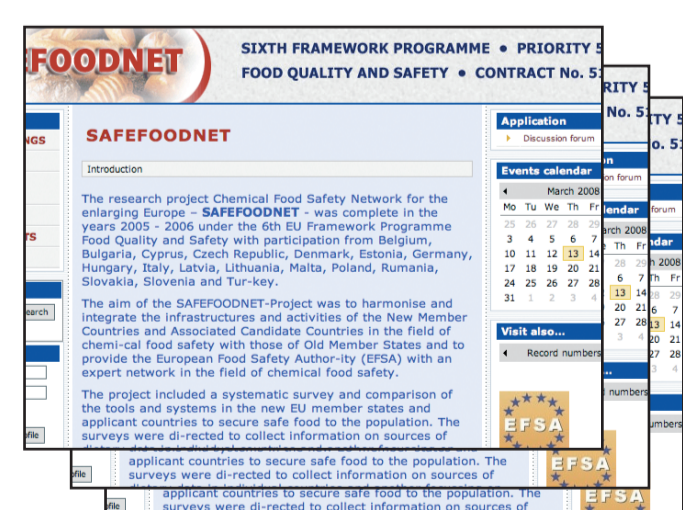 FOODNET
SIXTH FRAMEWORK PROGRAMME ● PRIORITY 5
FOOD QUALITY AND SAFETY ● CONTRACT No. 51
NGS
TS
earch
ofile
SAFEFOODNET
Introduction
The research project Chemical Food Safety Network for the
enlarging Europe – SAFEFOODNET - was complete in the
years 2005 - 2006 under the 6th EU Framework Programme
Food Quality and Safety with participation from Belgium,
Bulgaria, Cyprus, Czech Republic, Denmark, Estonia, Germany,
Hungary, Italy, Latvia, Lithuania, Malta, Poland, Rumania,
Slovakia, Slovenia and Tur-key.
The aim of the SAFEFOODNET-Project was to harmonise and
integrate the infrastructures and activities of the New Member
Countries and Associated Candidate Countries in the field of
chemi-cal food safety with those of Old Member States and to
provide the European Food Safety Author-ity (EFSA) with an
expert network in the field of chemical food safety.
The project included a systematic survey and comparison of
the tools and systems in the new EU member states and
applicant countries to secure safe food to the population. The
surveys were di-rected to collect information on sources of
Application
Discussion forum
Events calendar
March 2008
Mo Tu We Th Fr
25 26 27 28 29
3 4 5 6 7
10 11 12 13 14
17 18 19 20 21
24 25 26 27 28
31 1 2 3 4
Visit also...
Record numbers
EFSA
RITY 5
No. 51
on
on forum
lendar
arch 2008
Th Fr
28 29
6 7
13 14
20 21
27 28
3 4
...
numbers
EFSA
ofile
applicant countries to secure safe food to the population. The
surveys were di-rected to collect information on sources of
TY 5
o. 51
forum
dar
h 2008
Th Fr
28 29
6 7
13 14
20 21
27 28
3 4
umbers
EFSA
ofile
applicant countries to secure safe food to the population. The
surveys were di-rected to collect information on sources of